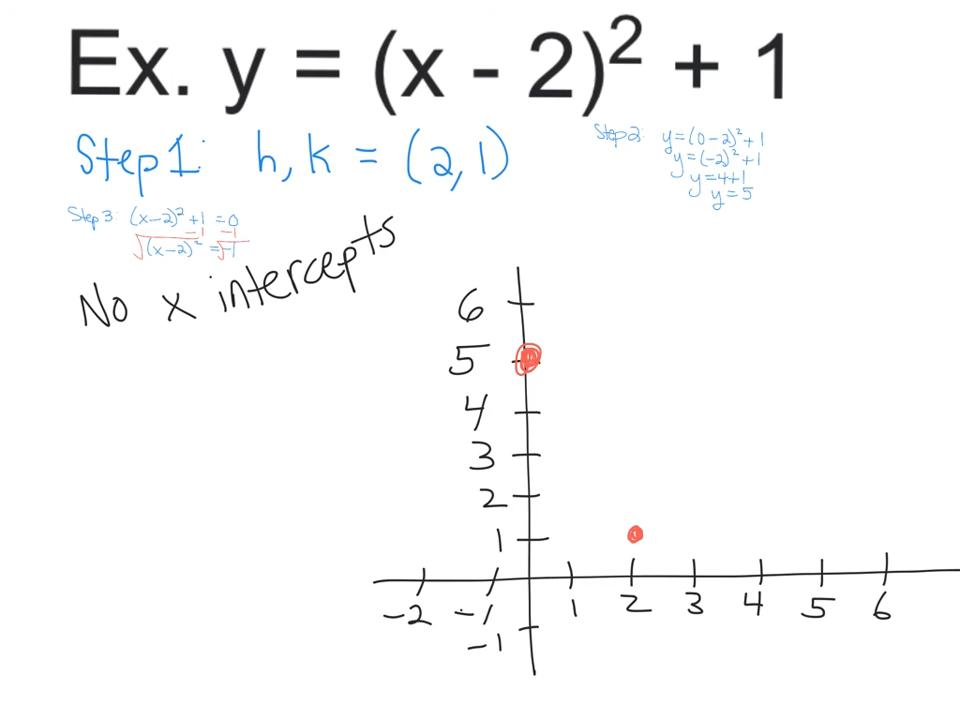 Ex. y = (x - 2)² + 1
Step 1: h, k = (2, 1)
Step 2: y = (0 - 2)² + 1
y = (-2)² + 1
y = 4 + 1
y = 5
Step 3: (x - 2)² + 1 = 0
-1 -1
√(x - 2)² = √-1
No x intercepts
6
5
4
3
2
1
-2 -1 1 2 3 4 5 6
-1